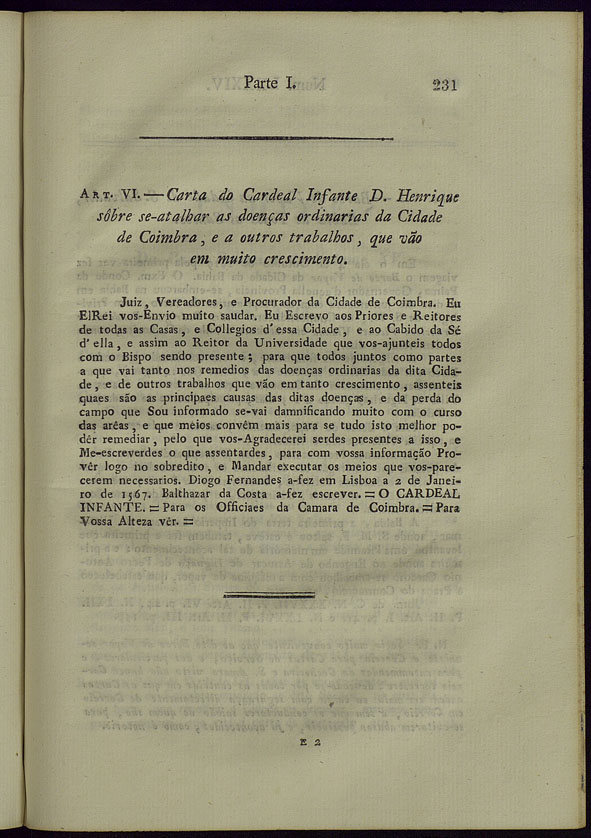 Parte I.
231
ART. VI. — Carta do Cardeal Infante D. Henrique
sôbre se-atalhar as doenças ordinarias da Cidade
de Coimbra, e a outros trabalhos, que vão
em muito crescimento.
Juiz, Vereadores, e Procurador da Cidade de Coimbra. Eu
ElRei vos-Envio muito saudar. Eu Escrevo aos Priores e Reitores
de todas as Casas, e Collegios d'essa Cidade, e ao Cabido da Sé
d'ella, e assim ao Reitor da Universidade que vos-ajunteis todos
com o Bispo sendo presente; para que todos juntos como partes
a que vai tanto nos remedios das doenças ordinarias da dita Cida-
de, e de outros trabalhos que vão em tanto crescimento, assenteis
quaes são as principaes causas das ditas doenças, e da perda do
campo que Sou informado se-vai damnificando muito com o curso
das arêas, e que meios convêm mais para se tudo isto melhor po-
dér remediar, pelo que vos-Agradecerei serdes presentes a isso, e
Me-escreverdes o que assentardes, para com vossa informação Pro-
vêr logo no sobredito, e Mandar executar os meios que vos-pare-
cerem necessarios. Diogo Fernandes a-fez em Lisboa a 2 de Janei-
ro de 1567. Balthazar da Costa a-fez escrever. = O CARDEAL
INFANTE. = Para os Officiaes da Camara de Coimbra. = Para
Vossa Alteza vêr. =
E 2